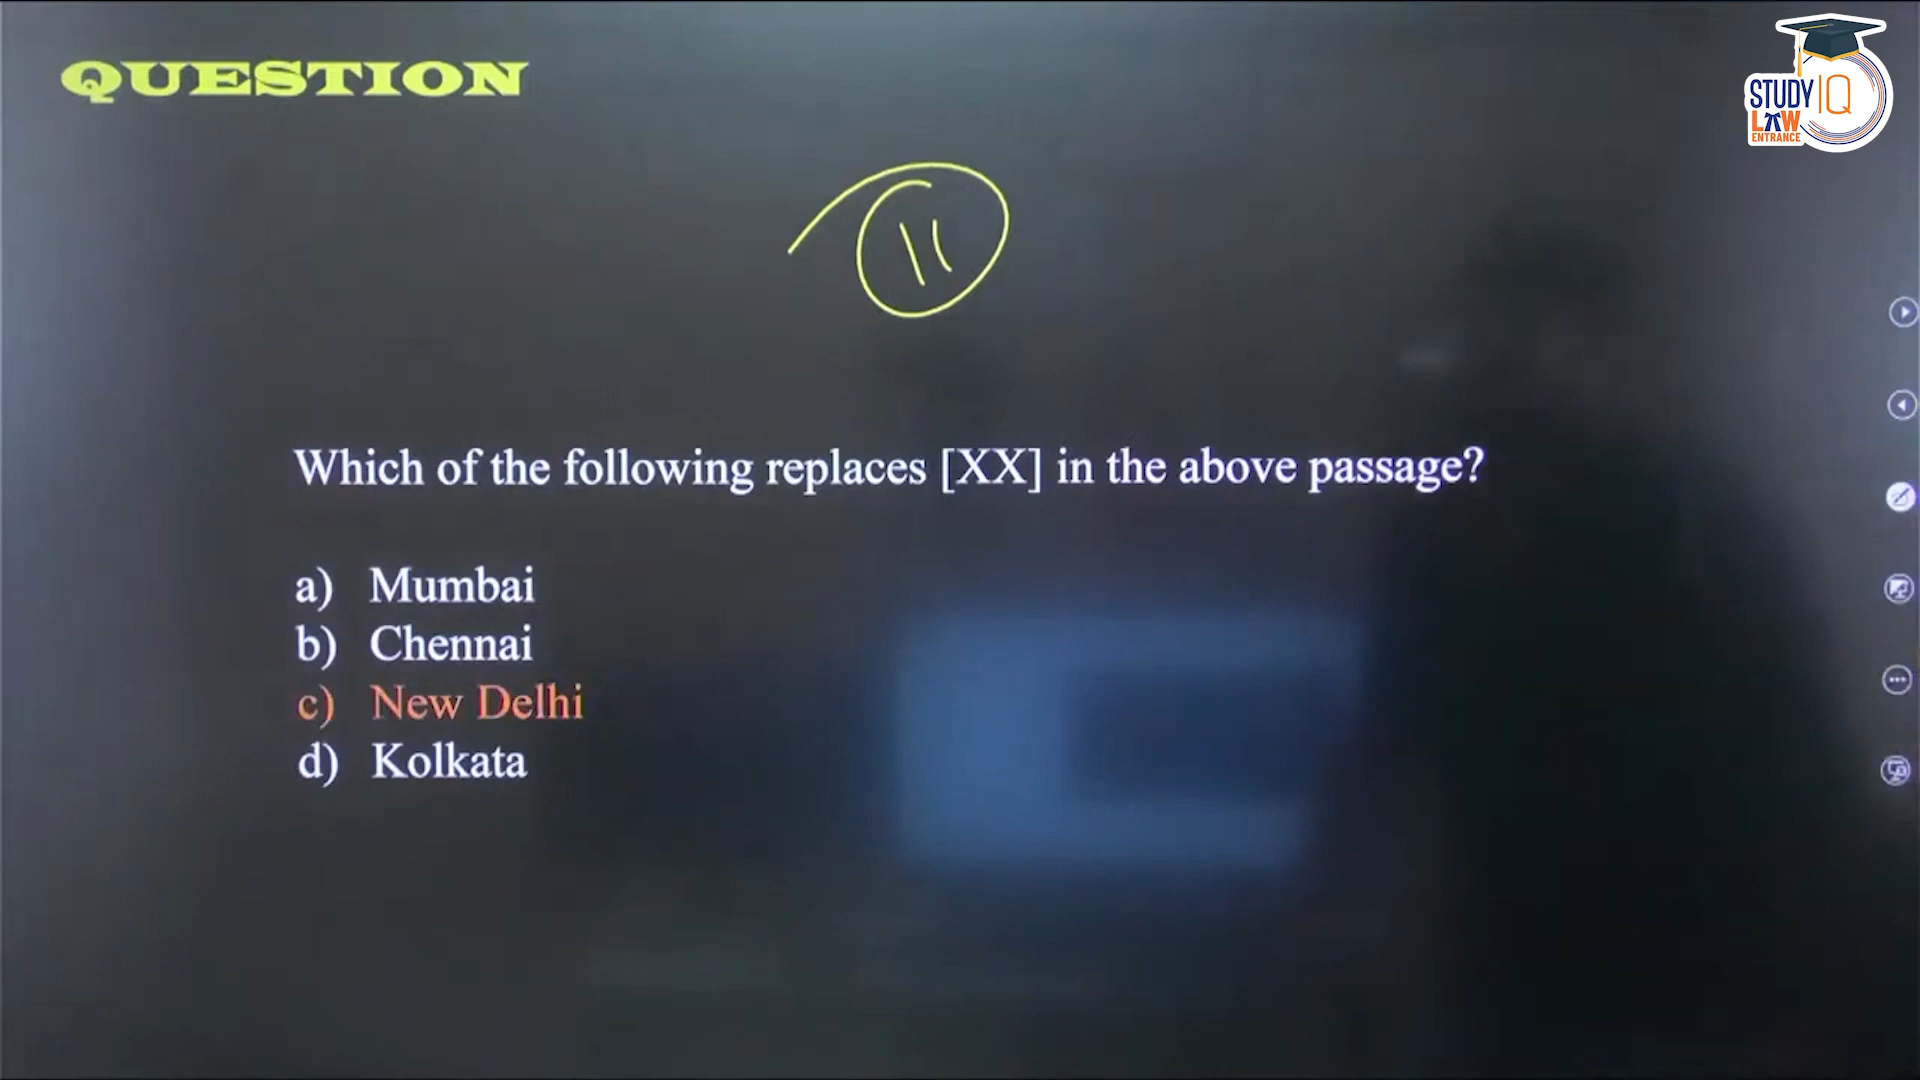 QUESTION
STUDY IQ
LAW
ENTRANCE
11
Which of the following replaces [XX] in the above passage?
a) Mumbai
b) Chennai
c) New Delhi
d) Kolkata